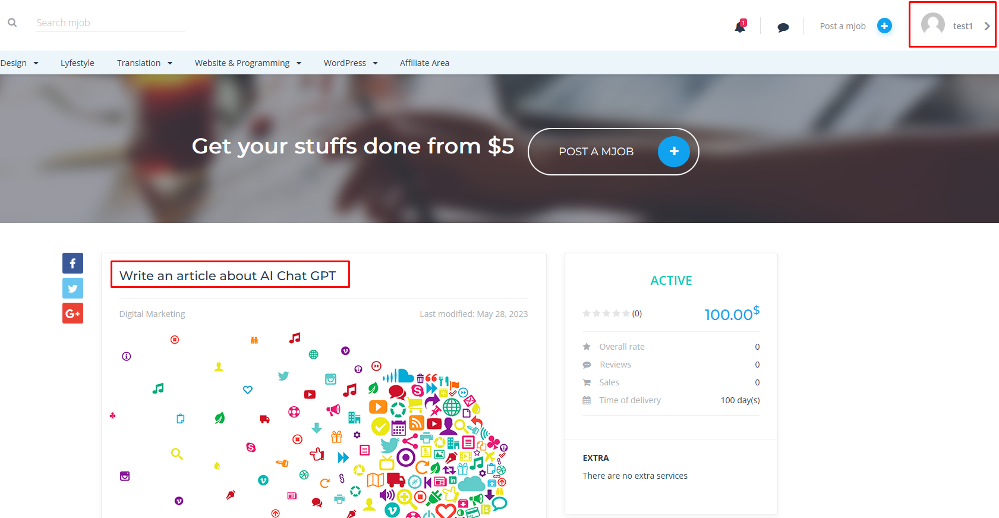 Search mjob
1
Post a mJob
test1
Design
Lyfestyle
Translation
Website & Programming
WordPress
Affiliate Area
Get your stuffs done from $5
POST A MJOB
Write an article about AI Chat GPT
Digital Marketing
Last modified: May 28, 2023
ACTIVE
(0)
100.00$
Overall rate
0
Reviews
0
Sales
0
Time of delivery
100 day(s)
EXTRA
There are no extra services